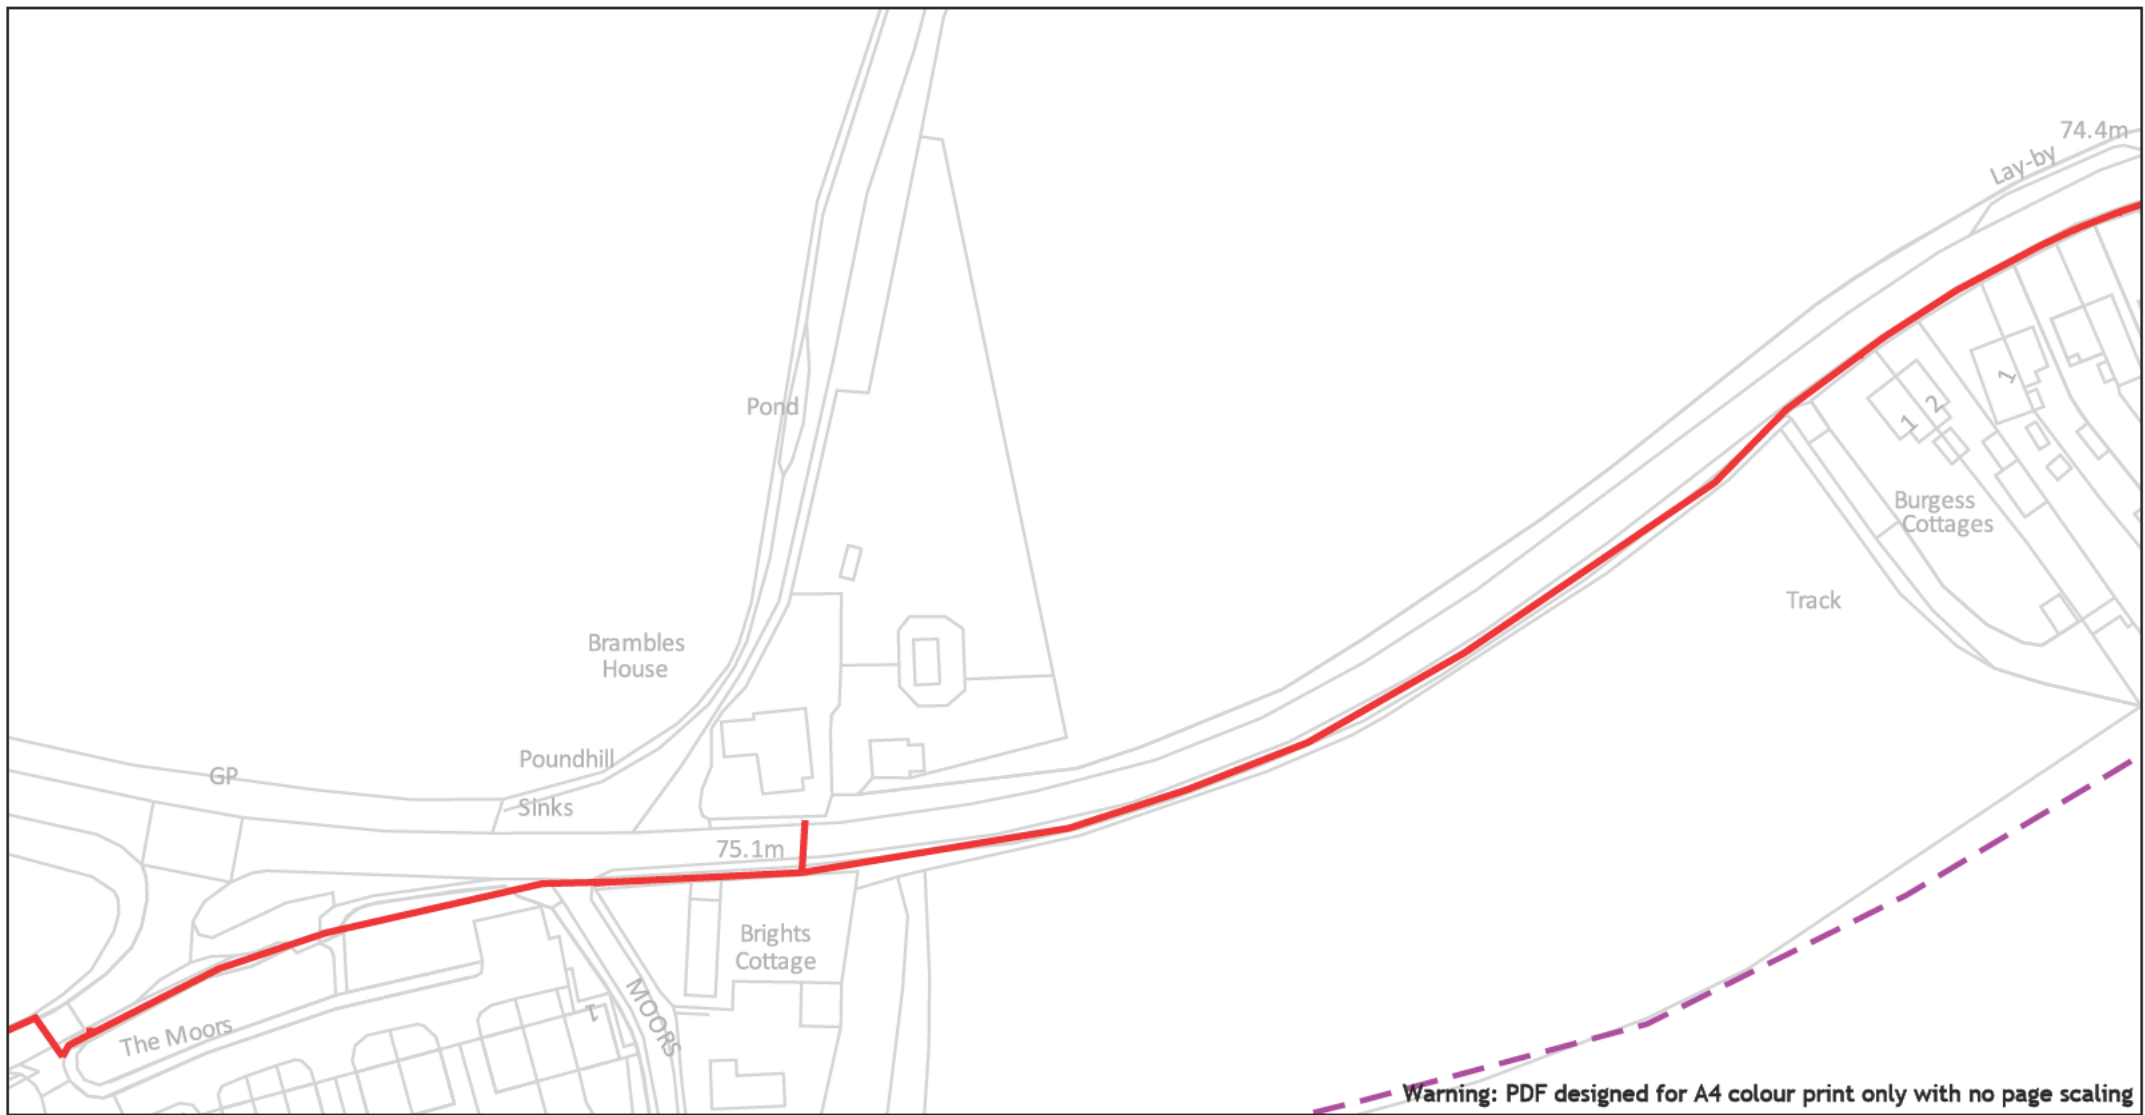 74.4m
Lay-by
Pond
1
2
1
Burgess
Cottages
Track
Brambles
House
Poundhill
GP
Sinks
75.1m
Brights
Cottage
MOORS
1
The Moors
Warning: PDF designed for A4 colour print only with no page scaling